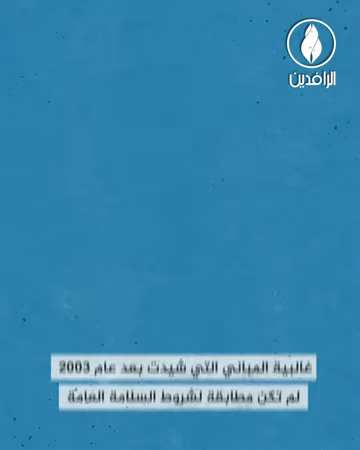 الرافدين
غالبية المباني التي شيدت بعد عام 2003
لم تكن مطابقة لشروط السلامة العامة